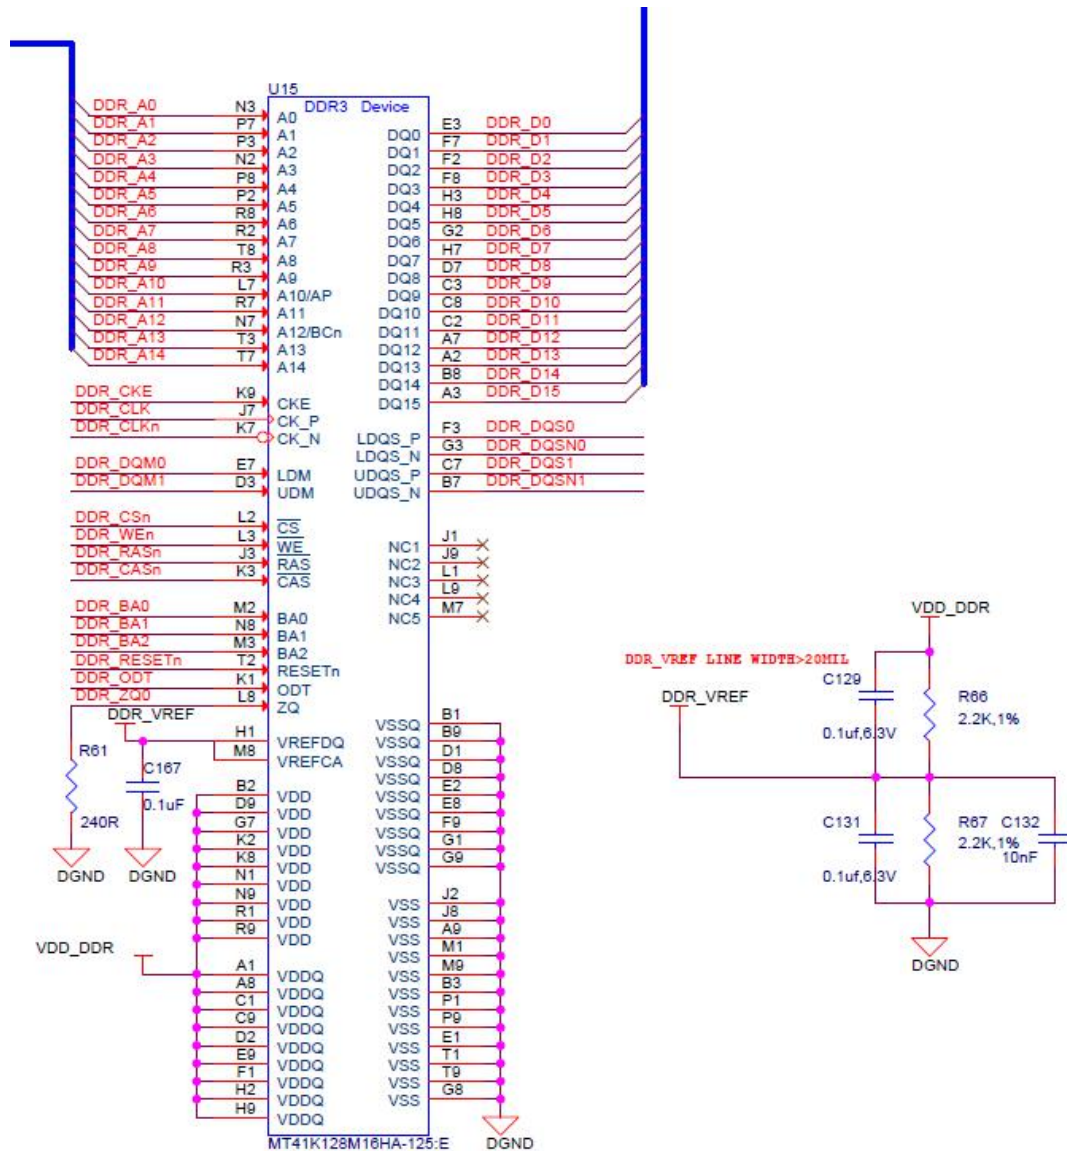 U15
DDR3 Device
DDR_A0 N3 A0
DDR_A1 P7 A1
DDR_A2 P3 A2
DDR_A3 N2 A3
DDR_A4 P8 A4
DDR_A5 P2 A5
DDR_A6 R8 A6
DDR_A7 R2 A7
DDR_A8 T8 A8
DDR_A9 R3 A9
DDR_A10 L7 A10/AP
DDR_A11 R7 A11
DDR_A12 N7 A12/BCn
DDR_A13 T3 A13
DDR_A14 T7 A14
DDR_CKE K9 CKE
DDR_CLK J7 CK_P
DDR_CLKn K7 CK_N
DDR_DQM0 E7 LDM
DDR_DQM1 D3 UDM
DDR_CSn L2 CS
DDR_WEn L3 WE
DDR_RASn J3 RAS
DDR_CASn K3 CAS
DDR_BA0 M2 BA0
DDR_BA1 N8 BA1
DDR_BA2 M3 BA2
DDR_RESETn T2 RESETn
DDR_ODT K1 ODT
DDR_ZQ0 L8 ZQ
DDR_VREF
H1 VREFDQ
M8 VREFCA
R61
240R
DGND
C167
0.1uF
DGND
B2 VDD
D9 VDD
G7 VDD
K2 VDD
K8 VDD
N1 VDD
N9 VDD
R1 VDD
R9 VDD
VDD_DDR
A1 VDDQ
A8 VDDQ
C1 VDDQ
C9 VDDQ
D2 VDDQ
E9 VDDQ
F1 VDDQ
H2 VDDQ
H9 VDDQ
DQ0 E3 DDR_D0
DQ1 F7 DDR_D1
DQ2 F2 DDR_D2
DQ3 F8 DDR_D3
DQ4 H3 DDR_D4
DQ5 H8 DDR_D5
DQ6 G2 DDR_D6
DQ7 H7 DDR_D7
DQ8 D7 DDR_D8
DQ9 C3 DDR_D9
DQ10 C8 DDR_D10
DQ11 C2 DDR_D11
DQ12 A7 DDR_D12
DQ13 A2 DDR_D13
DQ14 B8 DDR_D14
DQ15 A3 DDR_D15
LDQS_P F3 DDR_DQS0
LDQS_N G3 DDR_DQSN0
UDQS_P C7 DDR_DQS1
UDQS_N B7 DDR_DQSN1
NC1 J1
NC2 J9
NC3 L1
NC4 L9
NC5 M7
VSSQ B1
VSSQ B9
VSSQ D1
VSSQ D8
VSSQ E2
VSSQ E8
VSSQ F9
VSSQ G1
VSSQ G9
VSS J2
VSS J8
VSS A9
VSS M1
VSS M9
VSS B3
VSS P1
VSS P9
VSS E1
VSS T1
VSS T9
VSS G8
DGND
MT41K128M16HA-125:E
VDD_DDR
DDR_VREF LINE WIDTH>20MIL
DDR_VREF
C129
0.1uf,6.3V
R66
2.2K,1%
C131
0.1uf,6.3V
R67
2.2K,1%
C132
10nF
DGND